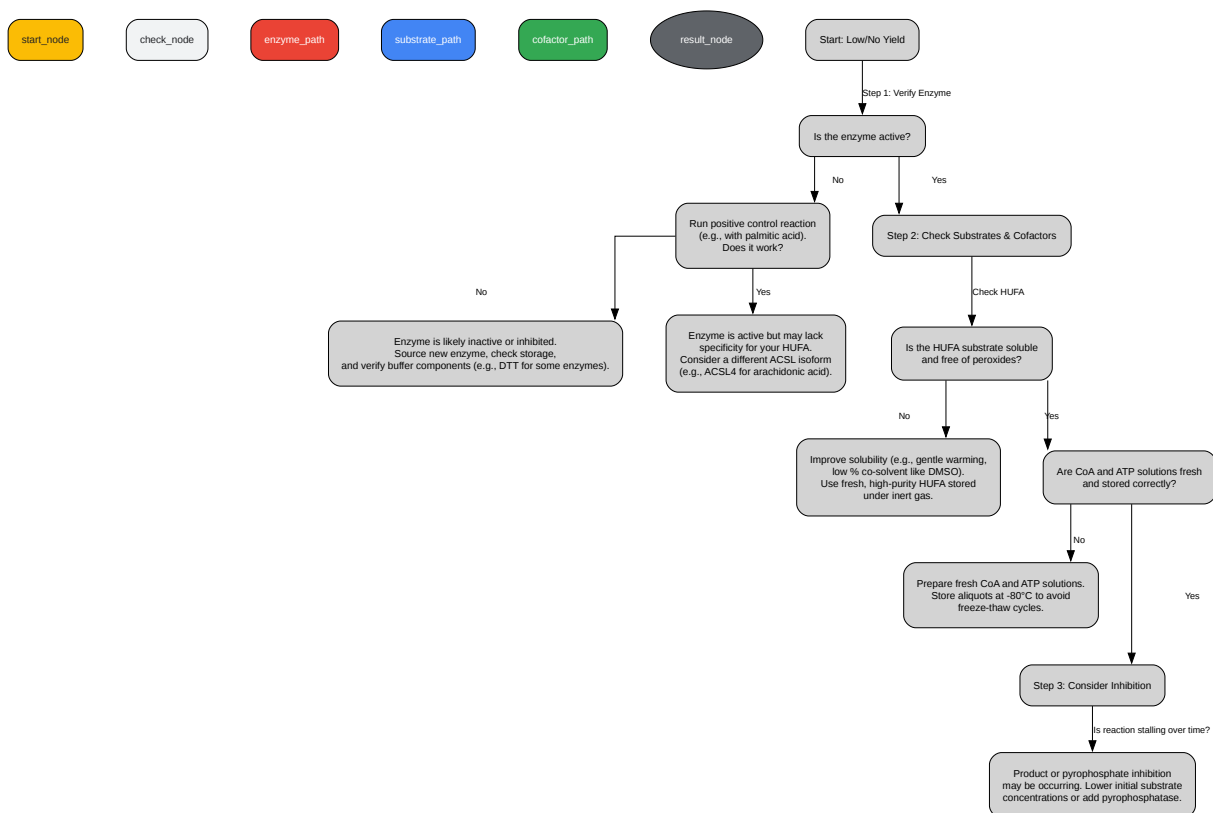 start_node
check_node
enzyme_path
substrate_path
cofactor_path
result_node
Start: Low/No Yield
Step 1: Verify Enzyme
Is the enzyme active?
No
Yes
Run positive control reaction
(e.g., with palmitic acid).
Does it work?
Step 2: Check Substrates & Cofactors
No
Yes
Check HUFA
Enzyme is likely inactive or inhibited.
Source new enzyme, check storage,
and verify buffer components (e.g., DTT for some enzymes).
Enzyme is active but may lack
specificity for your HUFA.
Consider a different ACSL isoform
(e.g., ACSL4 for arachidonic acid).
Is the HUFA substrate soluble
and free of peroxides?
No
Yes
Improve solubility (e.g., gentle warming,
low % co-solvent like DMSO).
Use fresh, high-purity HUFA stored
under inert gas.
Are CoA and ATP solutions fresh
and stored correctly?
No
Yes
Prepare fresh CoA and ATP solutions.
Store aliquots at -80°C to avoid
freeze-thaw cycles.
Step 3: Consider Inhibition
Is reaction stalling over time?
Product or pyrophosphate inhibition
may be occurring. Lower initial substrate
concentrations or add pyrophosphatase.